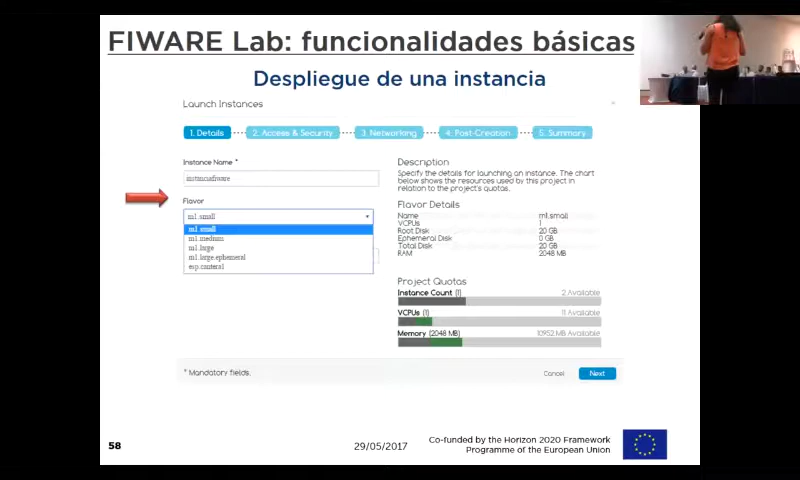 FIWARE Lab: funcionalidades básicas
Despliegue de una instancia
Launch Instances
1. Details
2. Access & Security
3. Networking
4. Post-Creation
5. Summary
Instance Name *
instanciafiware
Flavor
m1.small
m1.small
m1.medium
m1.large
m1.large.ephemeral
esp.canteral
Description
Specify the details for launching an instance. The chart
below shows the resources used by this project in
relation to the project's quotas.
Flavor Details
Name m1.small
VCPUs 1
Root Disk 20 GB
Ephemeral Disk 0 GB
Total Disk 20 GB
RAM 2048 MB
Project Quotas
Instance Count (1) 2 Available
VCPUs (1) 11 Available
Memory (2048 MB) 10952 MB Available
* Mandatory fields.
Cancel
Next
58
29/05/2017
Co-funded by the Horizon 2020 Framework
Programme of the European Union